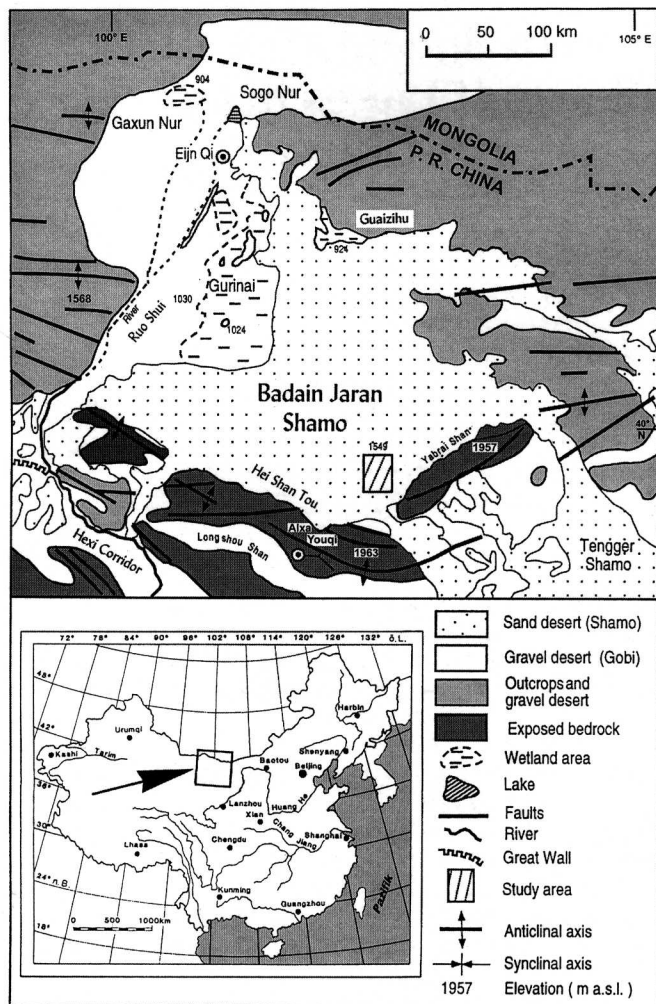 100° E
0 50 100 km
105° E
904
Sogo Nur
Gaxun Nur
MONGOLIA
P. R. CHINA
Eijn Qi
Guaizihu
924
Gurinai
1568
1030
River
Ruo Shui
1024
Badain Jaran
Shamo
40°
N
1549
Yabrai Shan
1957
Hei Shan Tou
Alxa
Youqi
Longshou Shan
1963
Hexi Corridor
Tengger
Shamo
72° 78° 84° 90° 96° 102° 108° 114° 120° 126° 132° ö.L.
48°
42°
36°
30°
24° n.B.
18°
Harbin
Urumqi
Shenyang
Kashi
Tarim
Baotou
Beijing
Lanzhou
Huang He
Xian
Chang Jiang
Shanghai
Chengdu
Lhasa
Kunming
Guangzhou
Pazifik
0 500 1000km
Sand desert (Shamo)
Gravel desert (Gobi)
Outcrops and
gravel desert
Exposed bedrock
Wetland area
Lake
Faults
River
Great Wall
Study area
Anticlinal axis
Synclinal axis
1957 Elevation ( m a.s.l. )